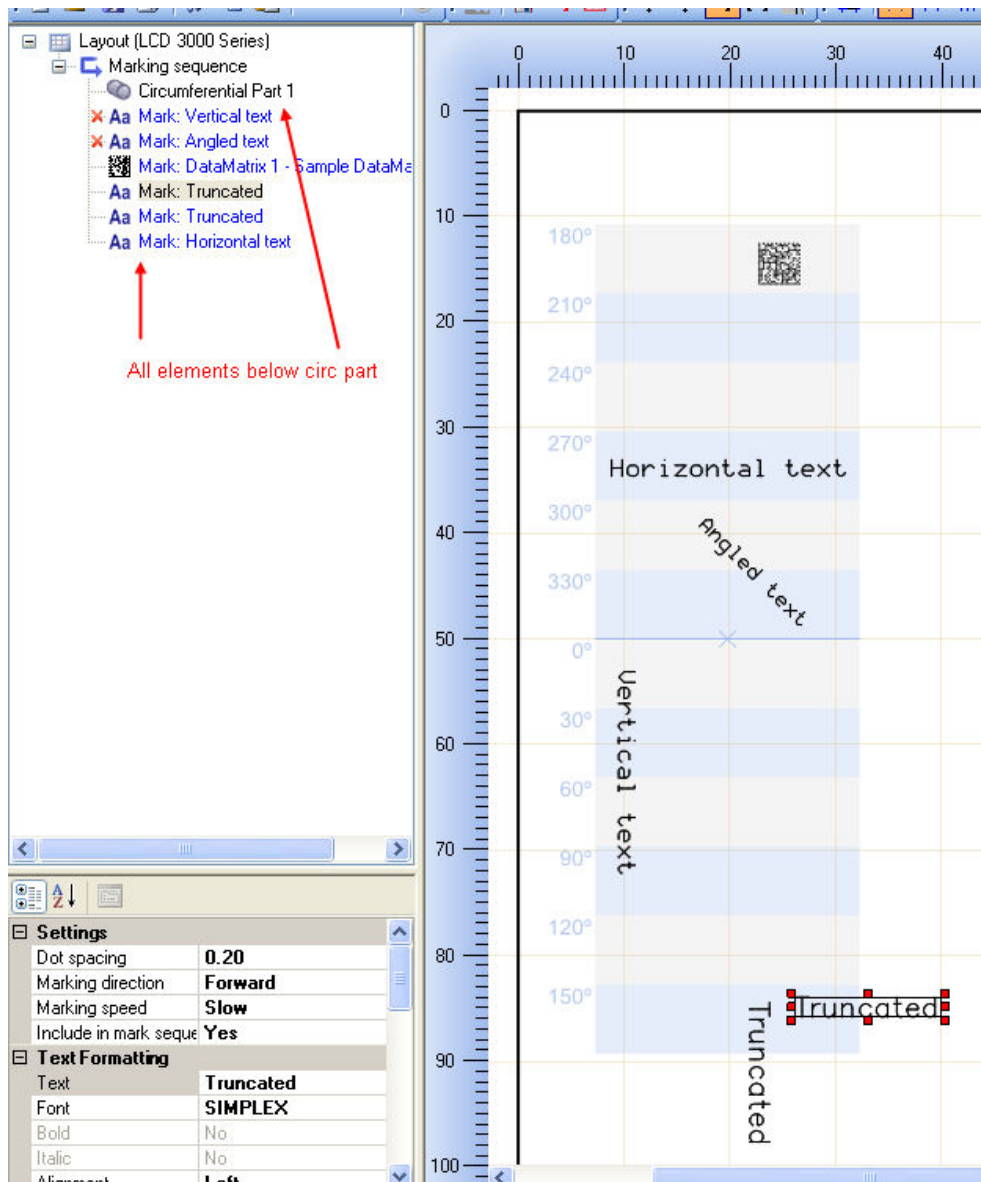 Layout (LCD 3000 Series)
Marking sequence
Circumferential Part 1
Aa Mark: Vertical text
Aa Mark: Angled text
Mark: DataMatrix 1 - Sample DataMa
Aa Mark: Truncated
Aa Mark: Truncated
Aa Mark: Horizontal text
All elements below circ part
A
Z
Settings
Dot spacing 0.20
Marking direction Forward
Marking speed Slow
Include in mark seque Yes
Text Formatting
Text Truncated
Font SIMPLEX
Bold No
Italic No
Alignment Left
0 10 20 30 40
0
10
180°
210°
20
240°
30
270°
Horizontal text
300°
40
Angled text
330°
50
0°
Vertical text
30°
60
60°
70
90°
120°
80
150°
Truncated
Truncated
90
100